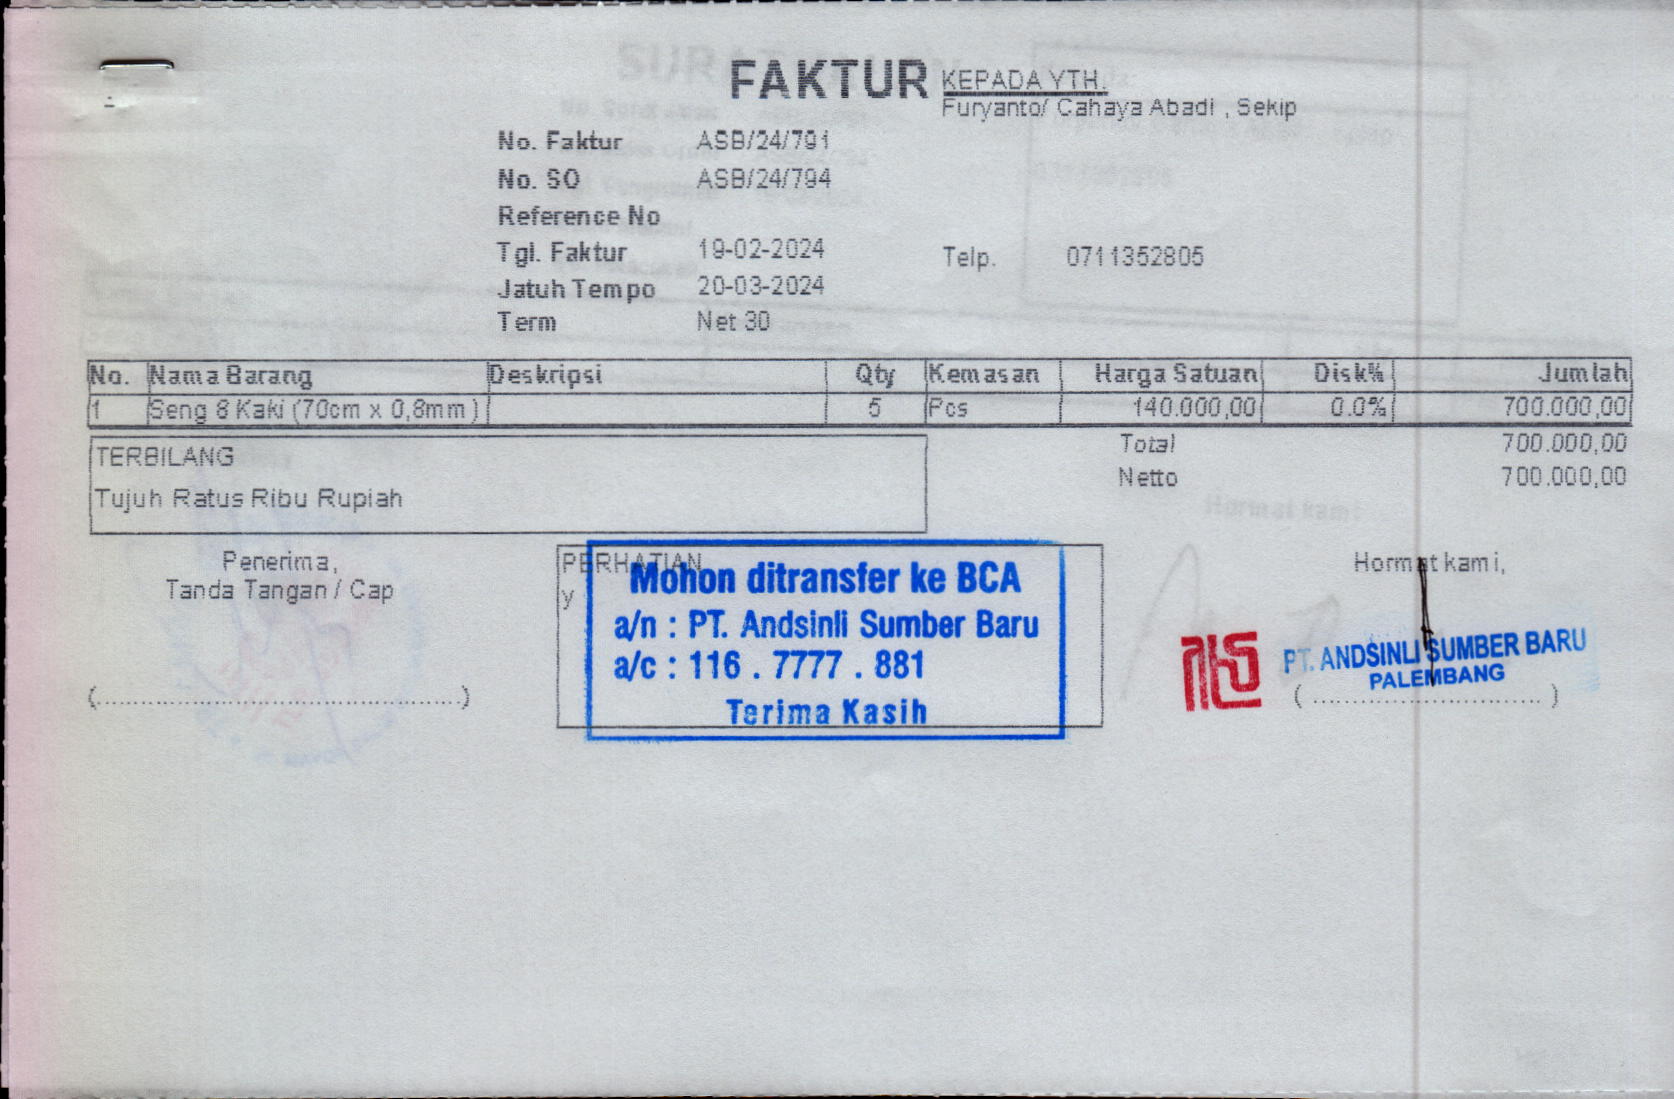 FAKTUR
KEPADA YTH.
Furyanto/ Cahaya Abadi , Sekip
No. Faktur ASB/24/791
No. SO ASB/24/794
Reference No
Tgl. Faktur 19-02-2024
Telp. 0711352805
Jatuh Tempo 20-03-2024
Term Net 30
No. Nama Barang Deskripsi Qty Kemasan Harga Satuan Disk% Jumlah
1 Seng 8 Kaki (70cm x 0,8mm ) 5 Pcs 140.000,00 0.0% 700.000,00
Total 700.000,00
Netto 700.000,00
TERBILANG
Tujuh Ratus Ribu Rupiah
Penerima,
Tanda Tangan / Cap
(............................................)
PERHATIAN
y
Mohon ditransfer ke BCA
a/n : PT. Andsinli Sumber Baru
a/c : 116 . 7777 . 881
Terima Kasih
Hormat kami,
PT. ANDSINLI SUMBER BARU
PALEMBANG
(............................)